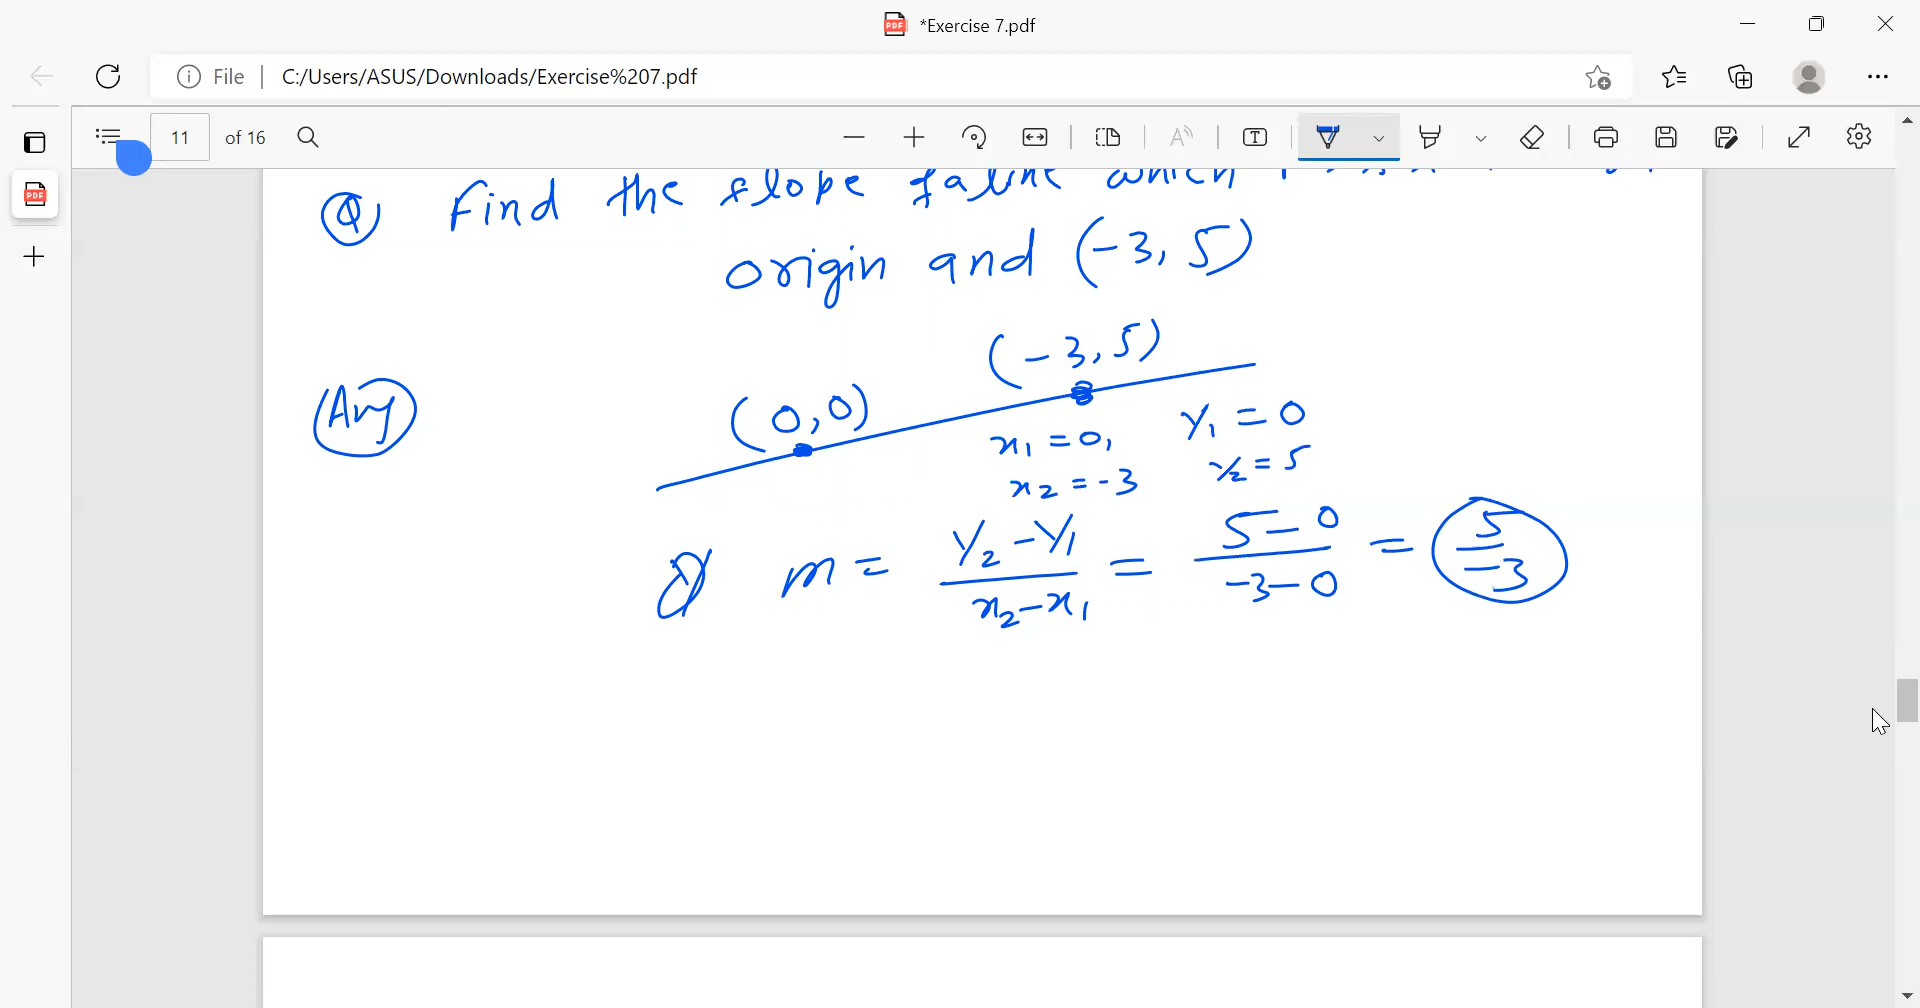 *Exercise 7.pdf
File | C:/Users/ASUS/Downloads/Exercise%207.pdf
11 of 16
Q Find the slope of a line which
origin and (-3, 5)
(-3, 5)
Ans (0, 0)
x1 = 0, y1 = 0
x2 = -3 y2 = 5
m = y2 - y1 / x2 - x1 = 5 - 0 / -3 - 0 = 5 / -3